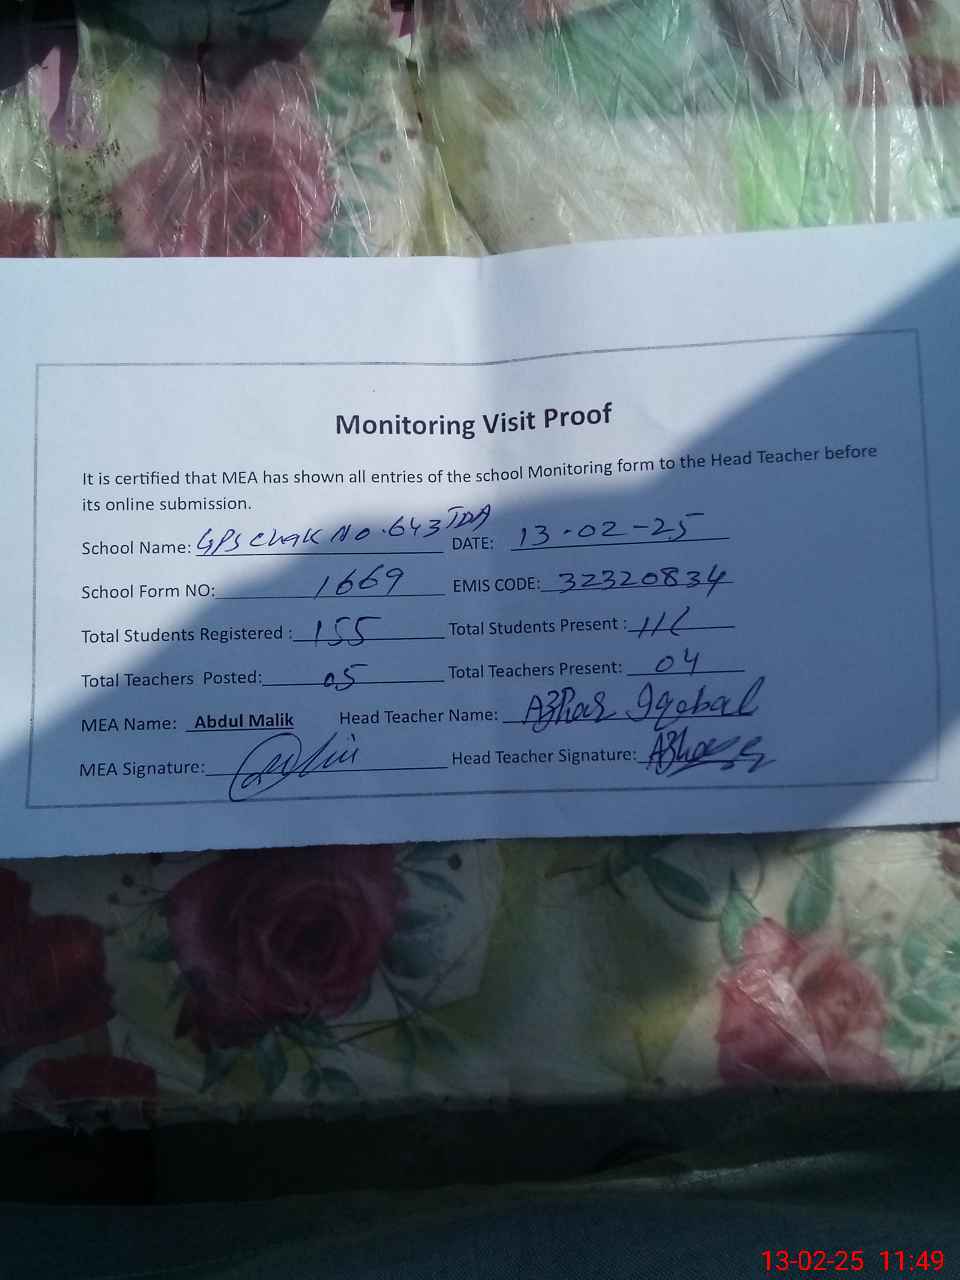 Monitoring Visit Proof
It is certified that MEA has shown all entries of the school Monitoring form to the Head Teacher before
its online submission.
School Name: GPS Chak No. 643 TDA DATE: 13-02-25
School Form NO: 1669 EMIS CODE: 32320834
Total Students Registered : 155 Total Students Present :
Total Teachers Posted: 05 Total Teachers Present: 04
MEA Name: Abdul Malik Head Teacher Name: Azhar Iqbal
MEA Signature: Head Teacher Signature: Azhar
13-02-25 11:49